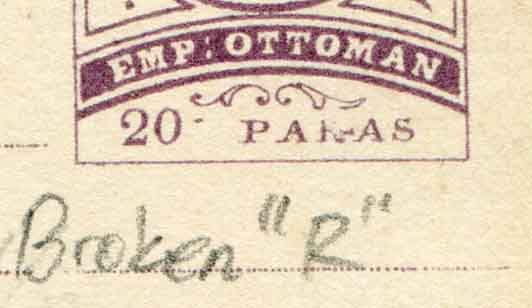 EMP: OTTOMAN
20 PARAS
Broken "R"